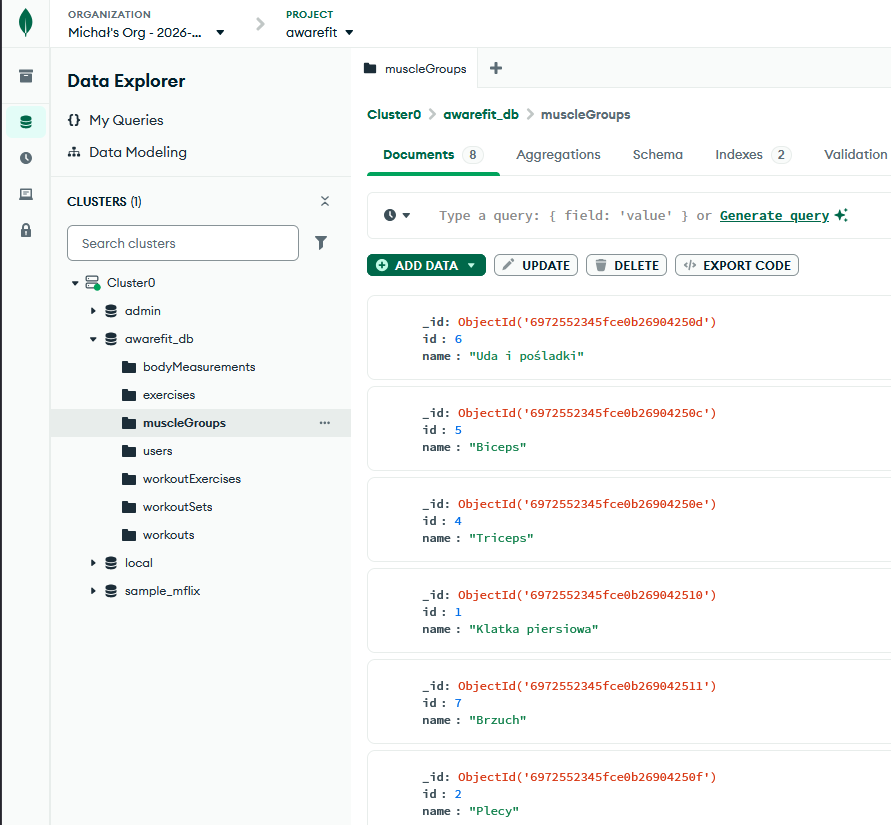 ORGANIZATION
Michał's Org - 2026-...
PROJECT
awarefit
Data Explorer
My Queries
Data Modeling
CLUSTERS (1)
Search clusters
Cluster0
admin
awarefit_db
bodyMeasurements
exercises
muscleGroups
users
workoutExercises
workoutSets
workouts
local
sample_mflix
muscleGroups
Cluster0 > awarefit_db > muscleGroups
Documents 8 Aggregations Schema Indexes 2 Validation
Type a query: { field: 'value' } or Generate query
ADD DATA UPDATE DELETE EXPORT CODE
_id: ObjectId('6972552345fce0b26904250d')
id : 6
name : "Uda i pośladki"
_id: ObjectId('6972552345fce0b26904250c')
id : 5
name : "Biceps"
_id: ObjectId('6972552345fce0b26904250e')
id : 4
name : "Triceps"
_id: ObjectId('6972552345fce0b269042510')
id : 1
name : "Klatka piersiowa"
_id: ObjectId('6972552345fce0b269042511')
id : 7
name : "Brzuch"
_id: ObjectId('6972552345fce0b26904250f')
id : 2
name : "Plecy"